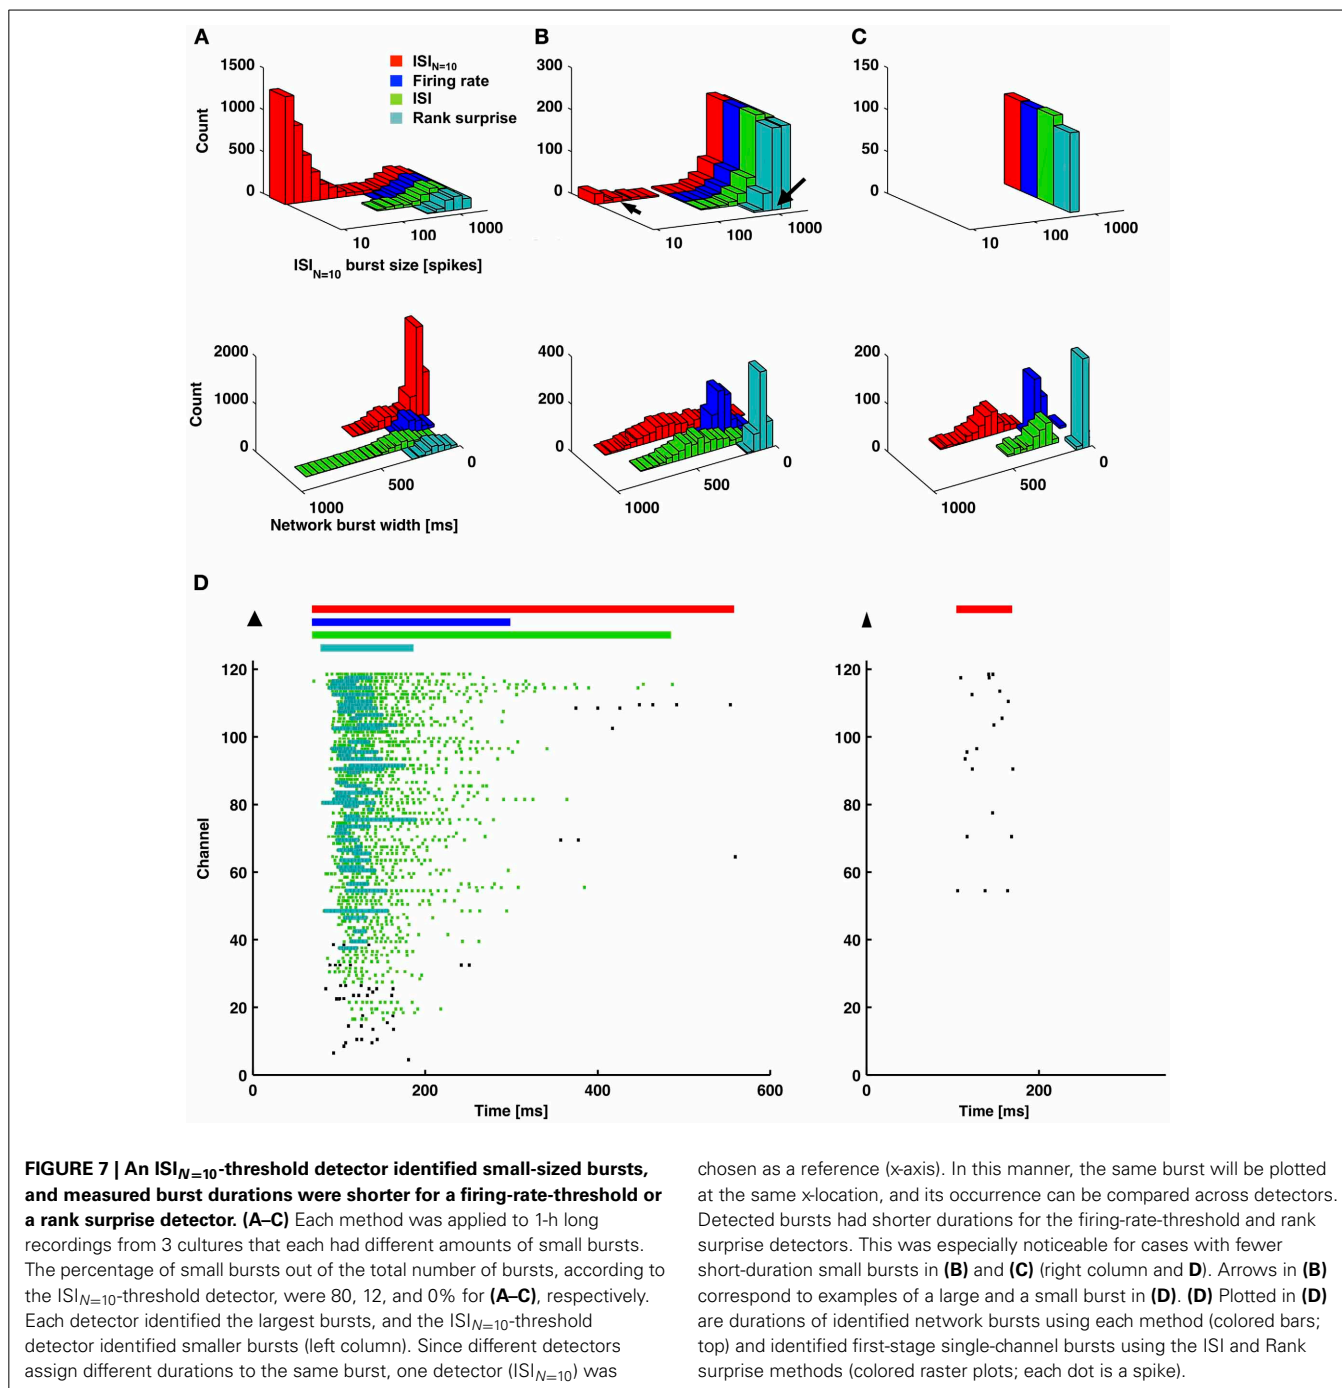 A
B
C
1500
1000
500
0
Count
ISI_N=10
Firing rate
ISI
Rank surprise
10
100
1000
ISI_N=10 burst size [spikes]
300
200
100
0
10
100
1000
150
100
50
0
10
100
1000
2000
1000
0
Count
0
500
1000
Network burst width [ms]
400
200
0
0
500
1000
200
100
0
0
500
1000
D
120
100
80
60
40
20
0
Channel
0
200
400
600
Time [ms]
120
100
80
60
40
20
0
0
200
Time [ms]
FIGURE 7 | An ISI_N=10-threshold detector identified small-sized bursts,
and measured burst durations were shorter for a firing-rate-threshold or
a rank surprise detector. (A–C) Each method was applied to 1-h long
recordings from 3 cultures that each had different amounts of small bursts.
The percentage of small bursts out of the total number of bursts, according to
the ISI_N=10-threshold detector, were 80, 12, and 0% for (A–C), respectively.
Each detector identified the largest bursts, and the ISI_N=10-threshold
detector identified smaller bursts (left column). Since different detectors
assign different durations to the same burst, one detector (ISI_N=10) was
chosen as a reference (x-axis). In this manner, the same burst will be plotted
at the same x-location, and its occurrence can be compared across detectors.
Detected bursts had shorter durations for the firing-rate-threshold and rank
surprise detectors. This was especially noticeable for cases with fewer
short-duration small bursts in (B) and (C) (right column and D). Arrows in (B)
correspond to examples of a large and a small burst in (D). (D) Plotted in (D)
are durations of identified network bursts using each method (colored bars;
top) and identified first-stage single-channel bursts using the ISI and Rank
surprise methods (colored raster plots; each dot is a spike).